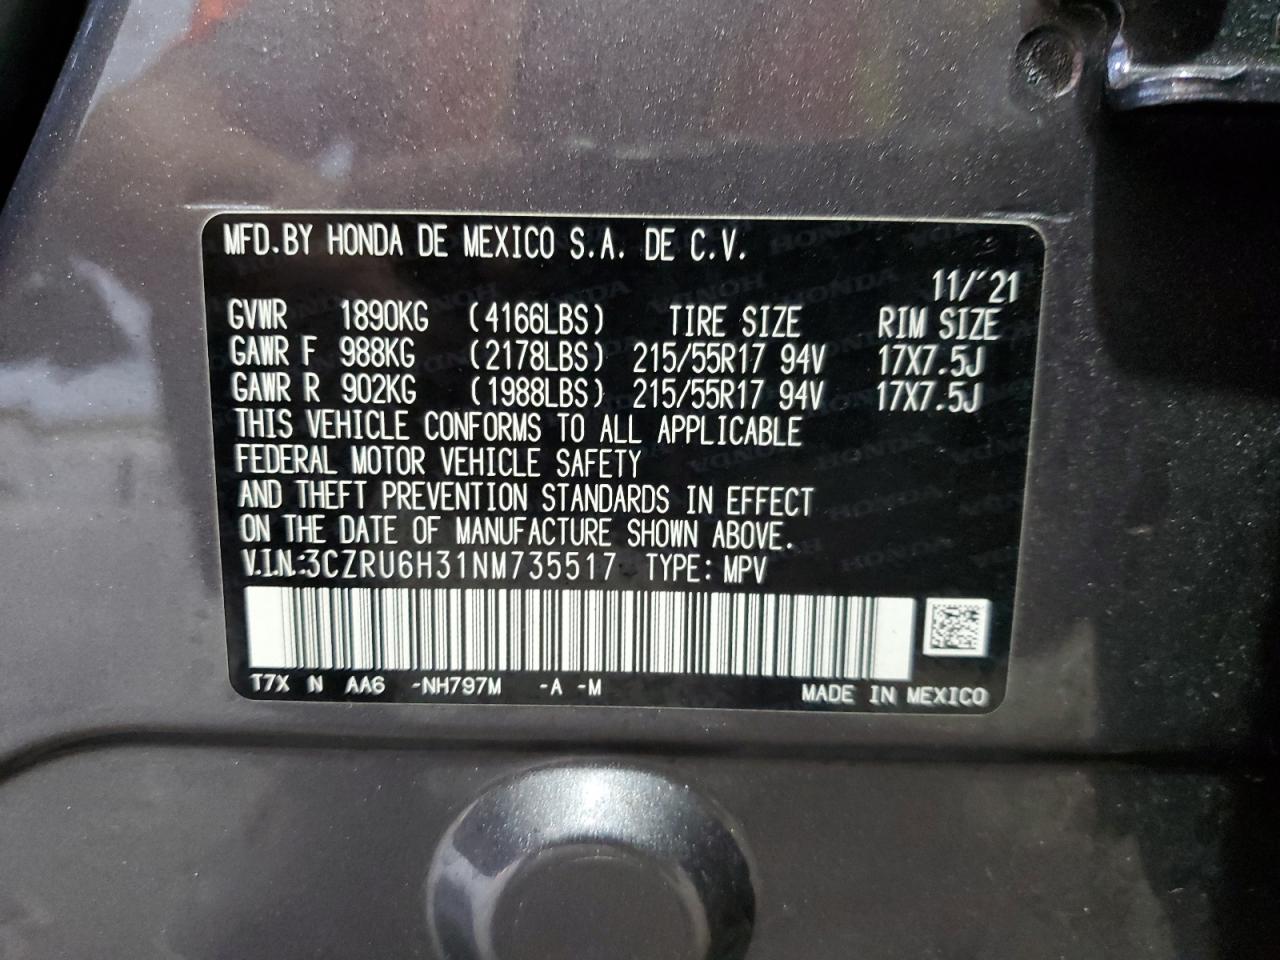 MFD.BY HONDA DE MEXICO S.A. DE C.V.
11/"21
GVWR 1890KG (4166LBS) TIRE SIZE RIM SIZE
GAWR F 988KG (2178LBS) 215/55R17 94V 17X7.5J
GAWR R 902KG (1988LBS) 215/55R17 94V 17X7.5J
THIS VEHICLE CONFORMS TO ALL APPLICABLE
FEDERAL MOTOR VEHICLE SAFETY
AND THEFT PREVENTION STANDARDS IN EFFECT
ON THE DATE OF MANUFACTURE SHOWN ABOVE.
V.I.N.:3CZRU6H31NM735517 TYPE: MPV
T7X N AA6 -NH797M -A -M MADE IN MEXICO